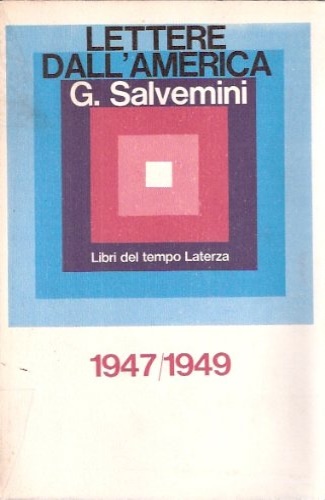 LETTERE
DALL'AMERICA
G. Salvemini
Libri del tempo Laterza
1947/1949